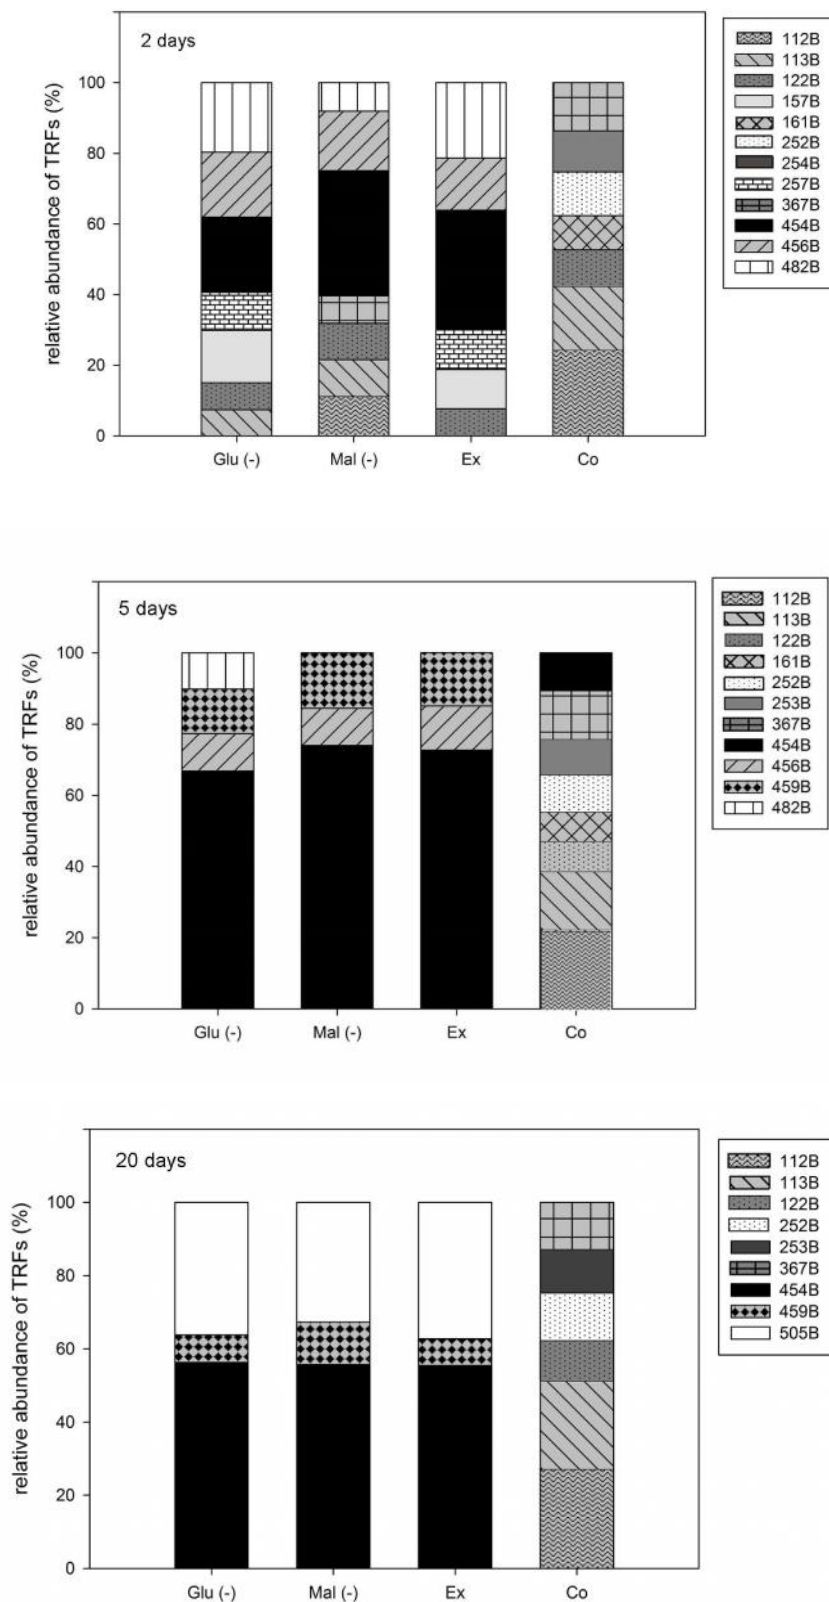 2 days
relative abundance of TRFs (%)
100
80
60
40
20
0
Glu (-) Mal (-) Ex Co
112B
113B
122B
157B
161B
252B
254B
257B
367B
454B
456B
482B
5 days
relative abundance of TRFs (%)
100
80
60
40
20
0
Glu (-) Mal (-) Ex Co
112B
113B
122B
161B
252B
253B
367B
454B
456B
459B
482B
20 days
relative abundance of TRFs (%)
100
80
60
40
20
0
Glu (-) Mal (-) Ex Co
112B
113B
122B
252B
253B
367B
454B
459B
505B